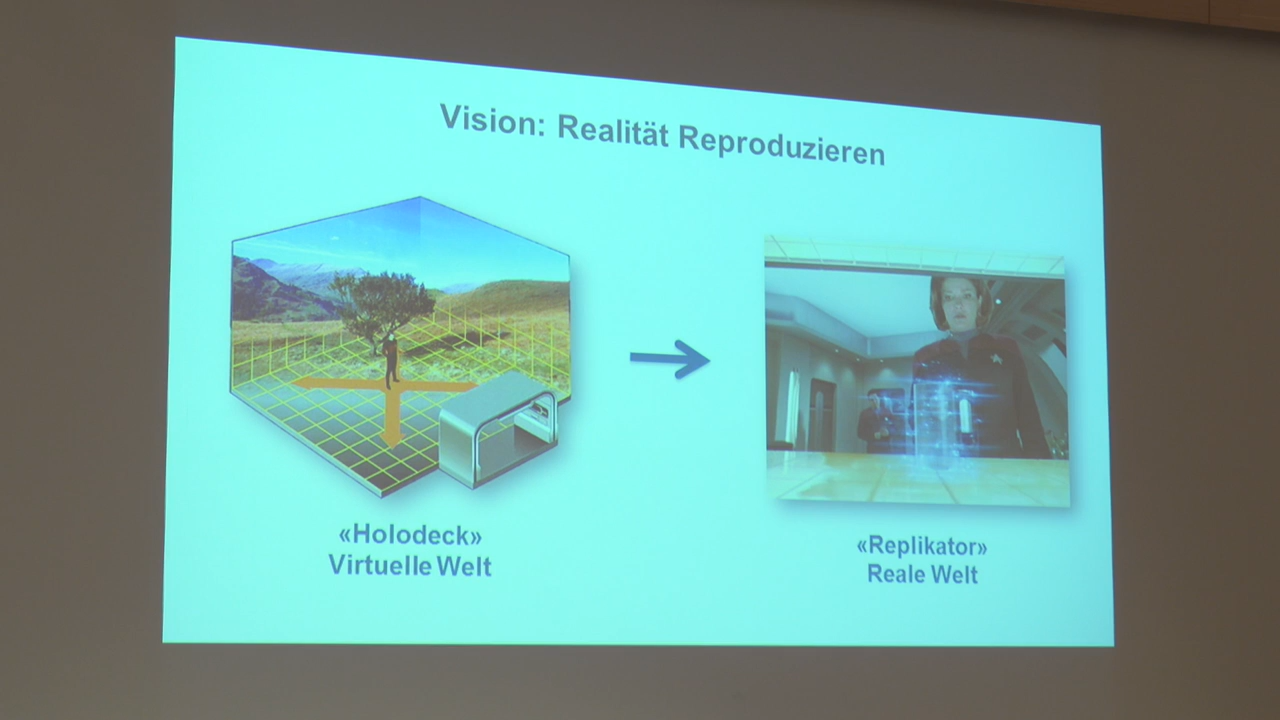 Vision: Realität Reproduzieren
«Holodeck»
Virtuelle Welt
«Replikator»
Reale Welt